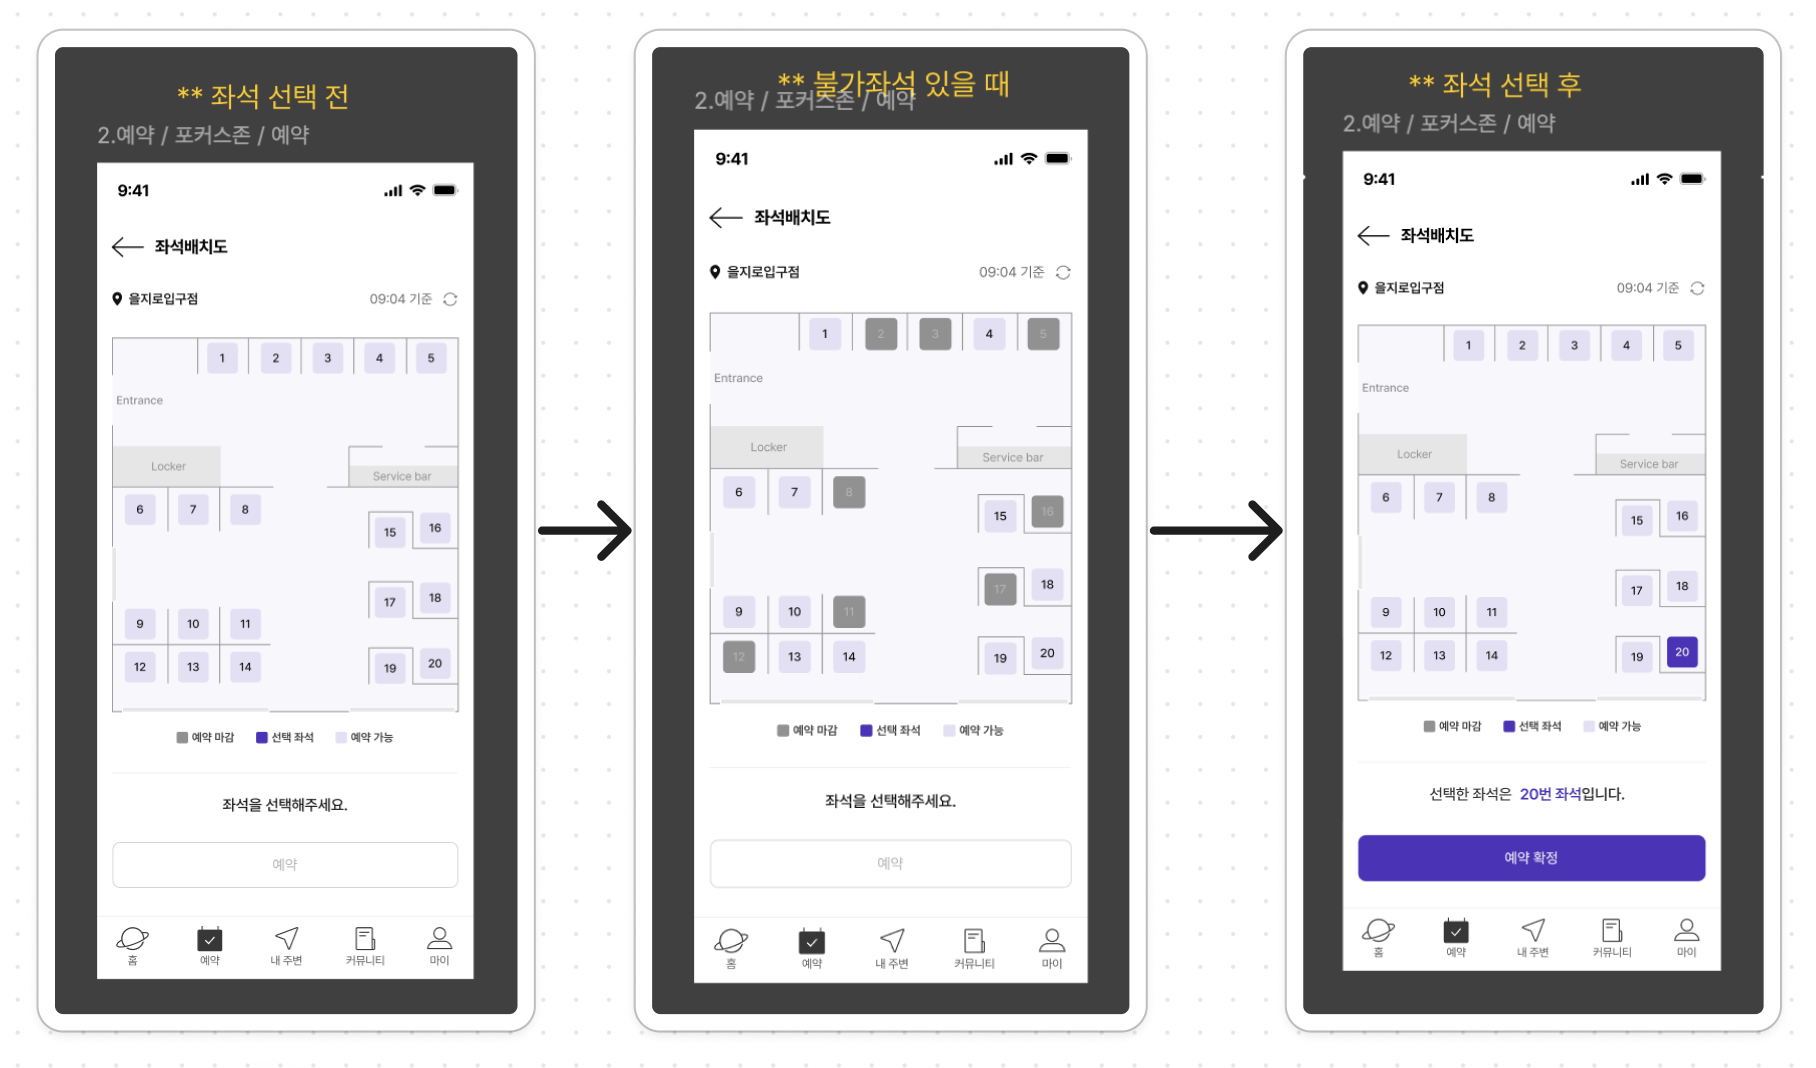 ** 좌석 선택 전
2.예약 / 포커스존 / 예약
9:41
좌석배치도
을지로입구점
09:04 기준
1 2 3 4 5
Entrance
Locker
Service bar
6 7 8
15 16
17 18
9 10 11
12 13 14
19 20
예약 마감 선택 좌석 예약 가능
좌석을 선택해주세요.
예약
홈 예약 내 주변 커뮤니티 마이
** 불가좌석 있을 때
2.예약 / 포커스존 / 예약
9:41
좌석배치도
을지로입구점
09:04 기준
1 2 3 4 5
Entrance
Locker
Service bar
6 7 8
15 16
17 18
9 10 11
12 13 14
19 20
예약 마감 선택 좌석 예약 가능
좌석을 선택해주세요.
예약
홈 예약 내 주변 커뮤니티 마이
** 좌석 선택 후
2.예약 / 포커스존 / 예약
9:41
좌석배치도
을지로입구점
09:04 기준
1 2 3 4 5
Entrance
Locker
Service bar
6 7 8
15 16
17 18
9 10 11
12 13 14
19 20
예약 마감 선택 좌석 예약 가능
선택한 좌석은 20번 좌석입니다.
예약 확정
홈 예약 내 주변 커뮤니티 마이